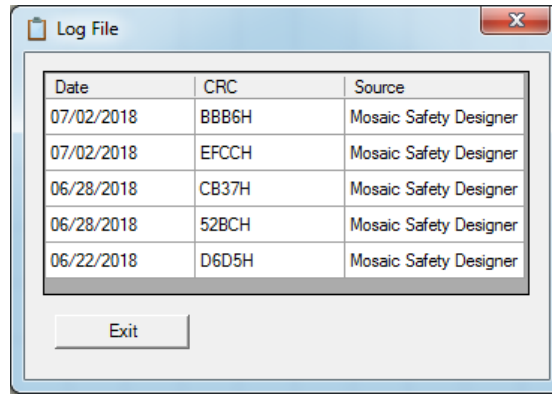 Log File
Date CRC Source
07/02/2018 BBB6H Mosaic Safety Designer
07/02/2018 EFCCH Mosaic Safety Designer
06/28/2018 CB37H Mosaic Safety Designer
06/28/2018 52BCH Mosaic Safety Designer
06/22/2018 D6D5H Mosaic Safety Designer
Exit